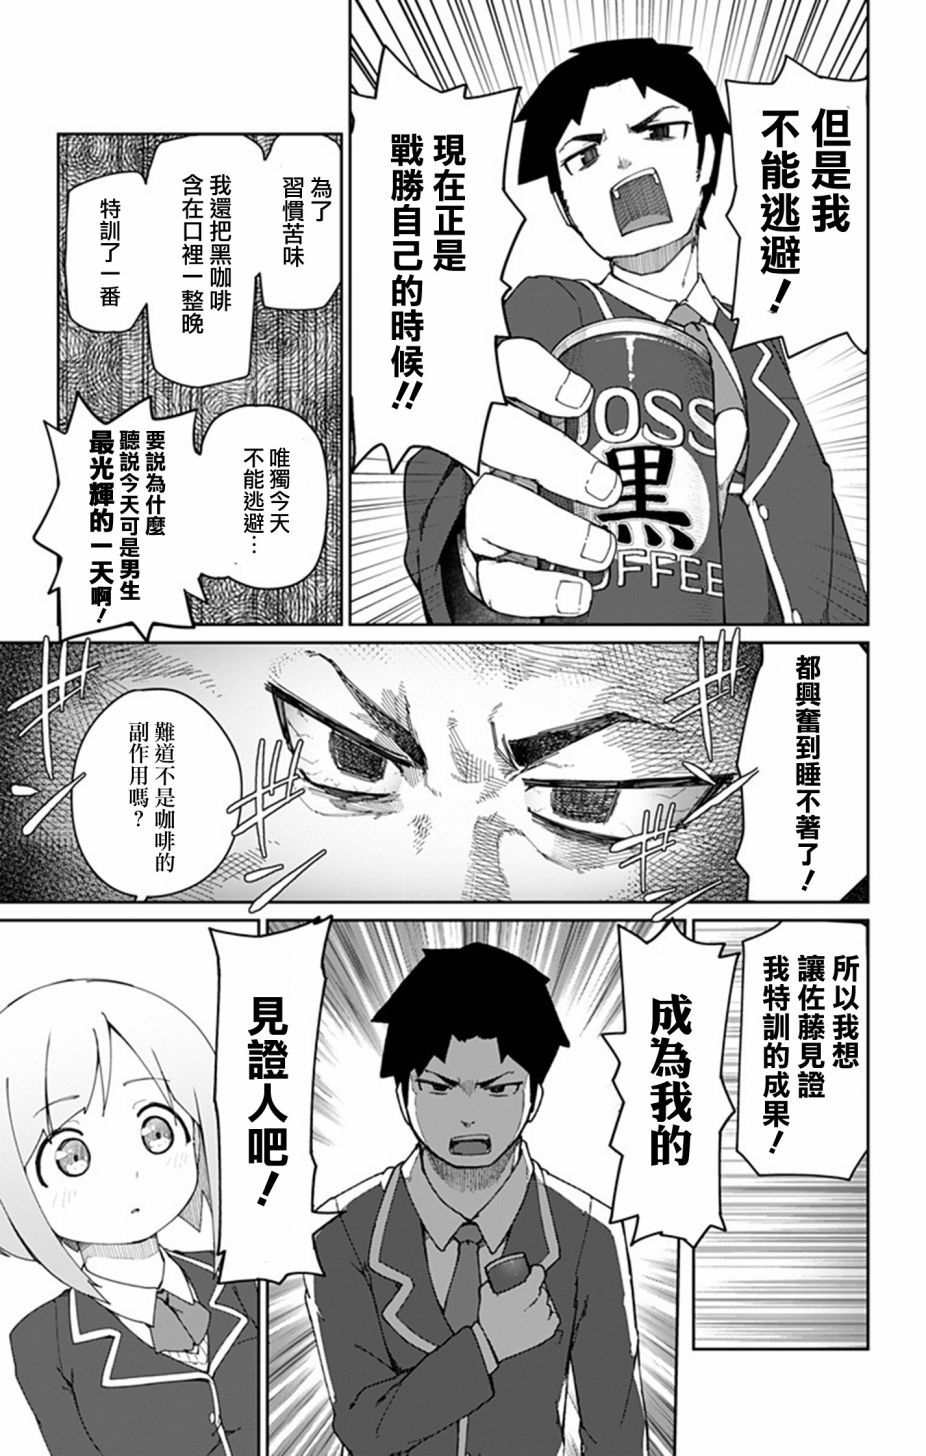 但是我
不能逃避！
現在正是
戰勝自己的時候!!
JOSS
黒
COFFEE
為了
習慣苦味
我還把黑咖啡
含在口裡一整晚
特訓了一番
唯獨今天
不能逃避…
要説為什麼
聽説今天可是男生
最光輝的一天啊！
都興奮到睡不著了！
難道不是咖啡的
副作用嗎？
所以我想
讓佐藤見證
我特訓的成果！
成為我的
見證人吧！